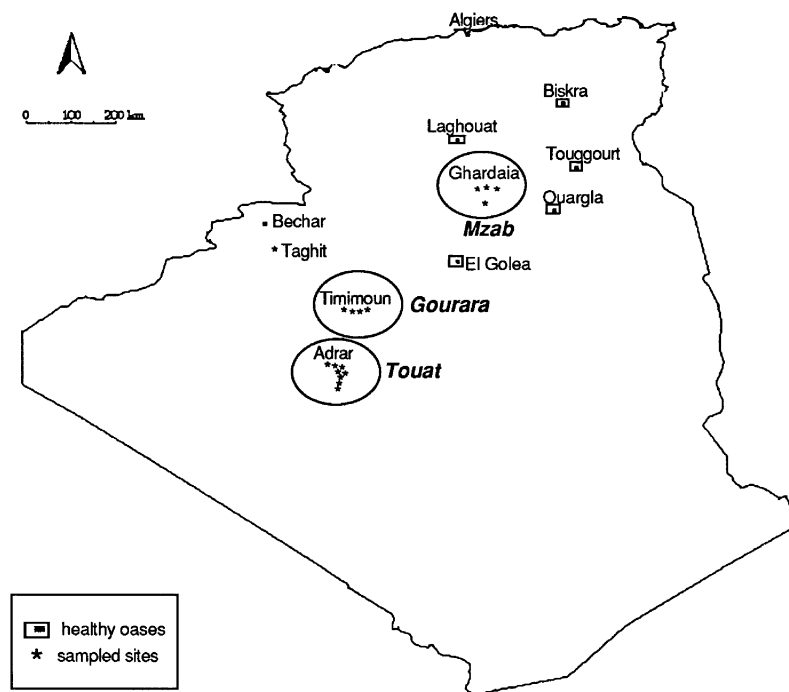 Algiers
Biskra
0 100 200 km
Laghouat
Touggourt
Ghardaia
Ouargla
Bechar
Mzab
Taghit
El Golea
Timimoun
Gourara
Adrar
Touat
healthy oases
* sampled sites